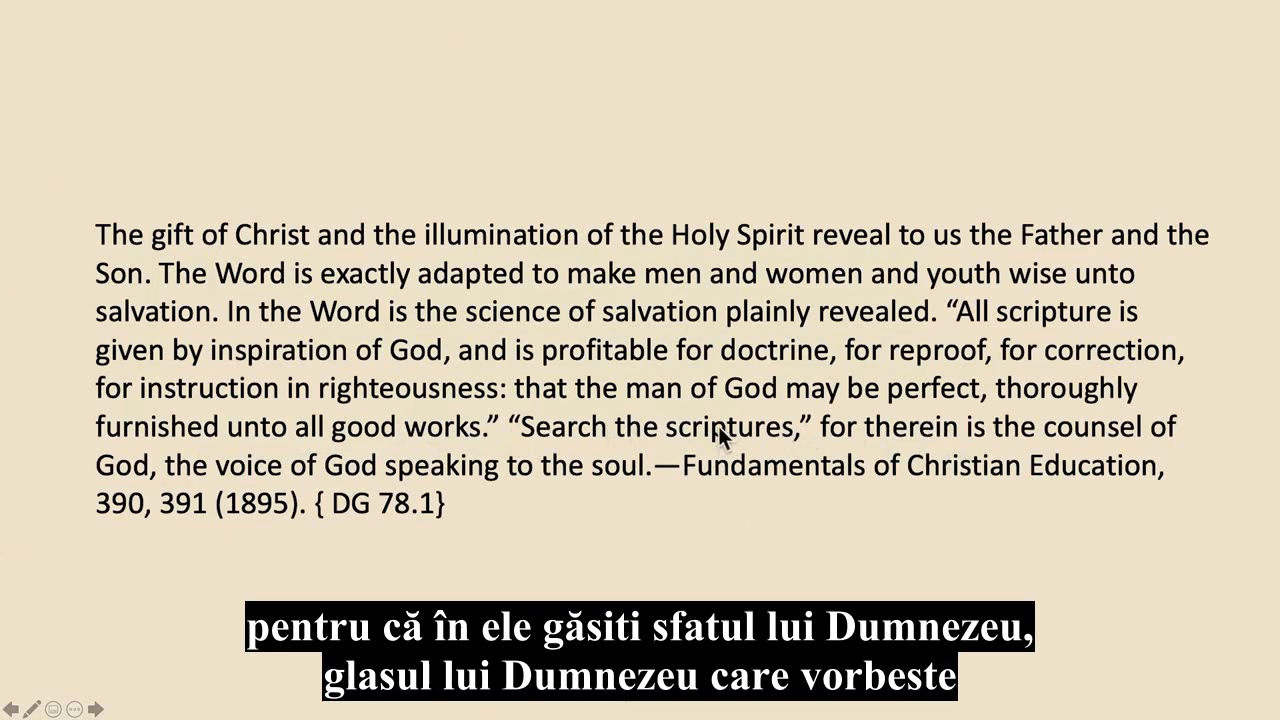 The gift of Christ and the illumination of the Holy Spirit reveal to us the Father and the
Son. The Word is exactly adapted to make men and women and youth wise unto
salvation. In the Word is the science of salvation plainly revealed. “All scripture is
given by inspiration of God, and is profitable for doctrine, for reproof, for correction,
for instruction in righteousness: that the man of God may be perfect, thoroughly
furnished unto all good works.” “Search the scriptures,” for therein is the counsel of
God, the voice of God speaking to the soul.—Fundamentals of Christian Education,
390, 391 (1895). { DG 78.1}
pentru că în ele găsiti sfatul lui Dumnezeu,
glasul lui Dumnezeu care vorbeste